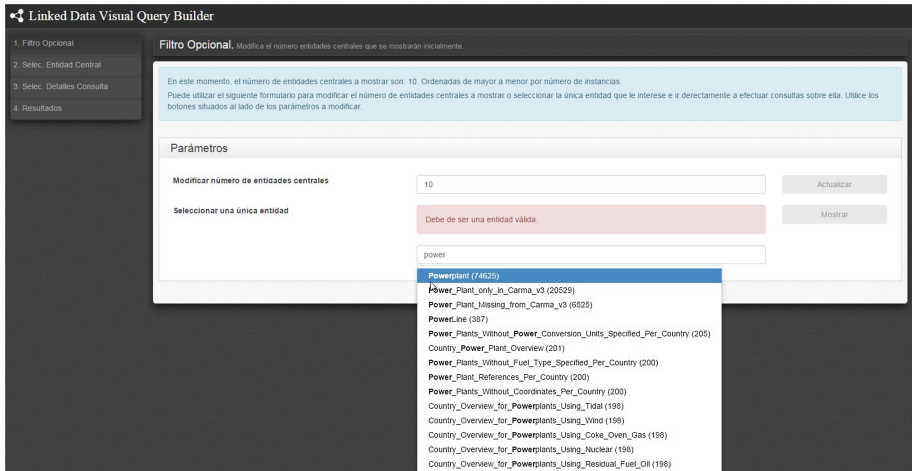 Linked Data Visual Query Builder
1. Filtro Opcional
2. Selec. Entidad Central
3. Selec. Detalles Consulta
4. Resultados
Filtro Opcional. Modifica el número entidades centrales que se mostrarán inicialmente.
En este momento, el número de entidades centrales a mostrar son: 10. Ordenadas de mayor a menor por número de instancias.
Puede utilizar el siguiente formulario para modificar el número de entidades centrales a mostrar o seleccionar la única entidad que le interese e ir directamente a efectuar consultas sobre ella. Utilice los
botones situados al lado de los parámetros a modificar.
Parámetros
Modificar número de entidades centrales
10
Actualizar
Seleccionar una única entidad
Debe de ser una entidad válida.
Mostrar
power
Powerplant (74625)
Power_Plant_only_in_Carma_v3 (20529)
Power_Plant_Missing_from_Carma_v3 (6525)
PowerLine (387)
Power_Plants_Without_Power_Conversion_Units_Specified_Per_Country (205)
Country_Power_Plant_Overview (201)
Power_Plants_Without_Fuel_Type_Specified_Per_Country (200)
Power_Plant_References_Per_Country (200)
Power_Plants_Without_Coordinates_Per_Country (200)
Country_Overview_for_Powerplants_Using_Tidal (198)
Country_Overview_for_Powerplants_Using_Wind (198)
Country_Overview_for_Powerplants_Using_Coke_Oven_Gas (198)
Country_Overview_for_Powerplants_Using_Nuclear (198)
Country_Overview_for_Powerplants_Using_Residual_Fuel_Oil (198)